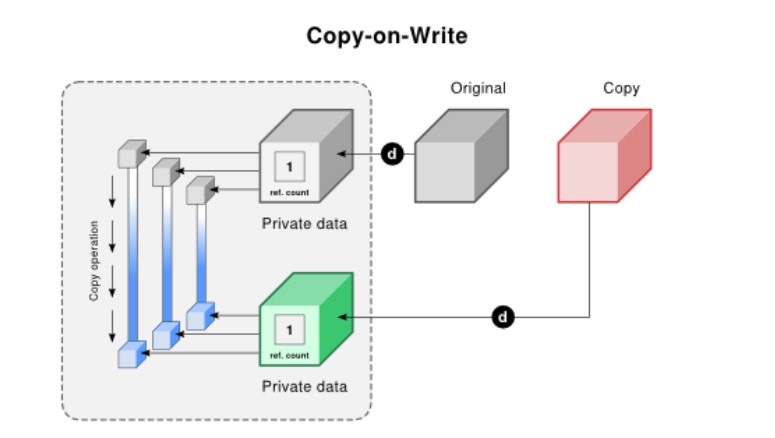 Copy-on-Write
Original
Copy
d
1
ref. count
Private data
Copy operation
d
1
ref. count
Private data